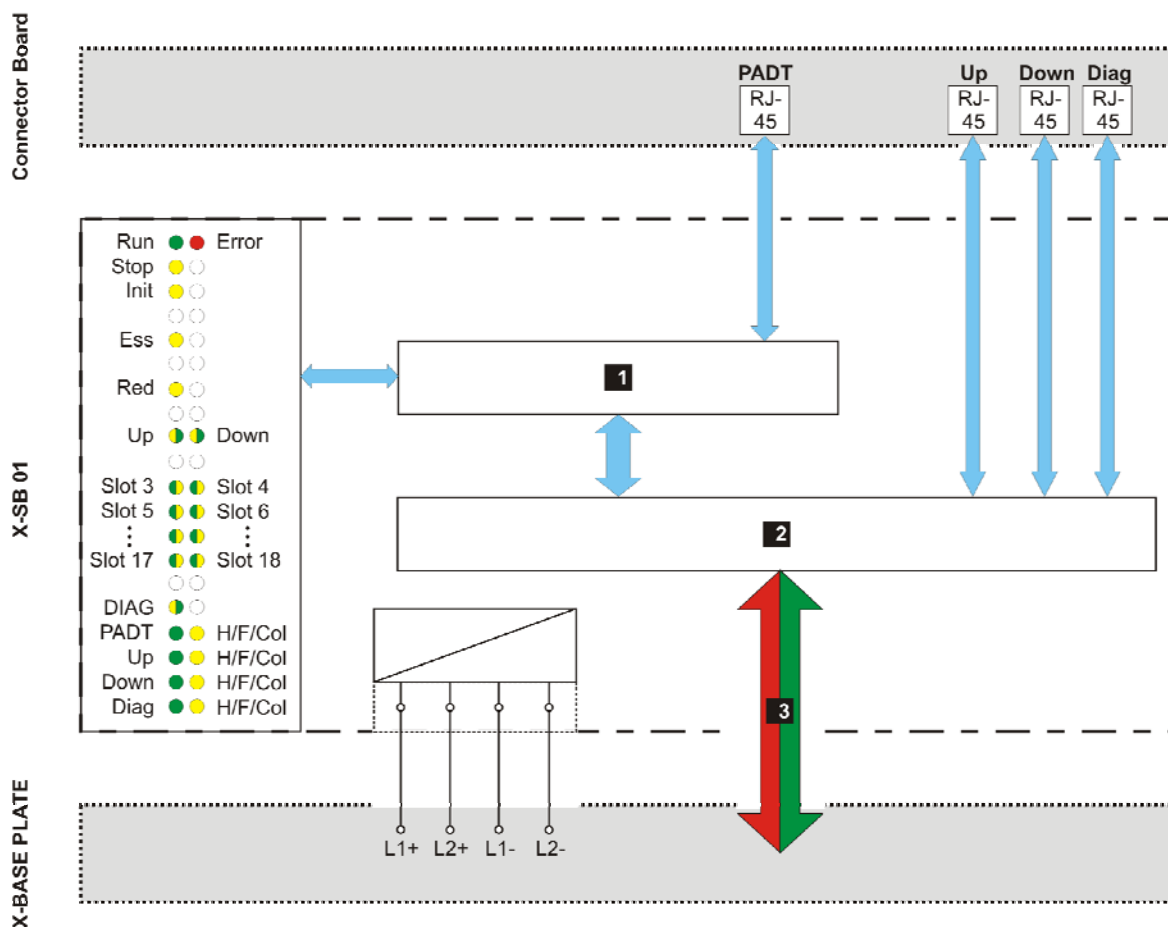 Connector Board
PADT Up Down Diag
RJ-45 RJ-45 RJ-45 RJ-45
X-SB 01
Run Error
Stop
Init
Ess
Red
Up Down
Slot 3 Slot 4
Slot 5 Slot 6
Slot 17 Slot 18
DIAG
PADT H/F/Col
Up H/F/Col
Down H/F/Col
Diag H/F/Col
1
2
3
X-BASE PLATE
L1+ L2+ L1- L2-